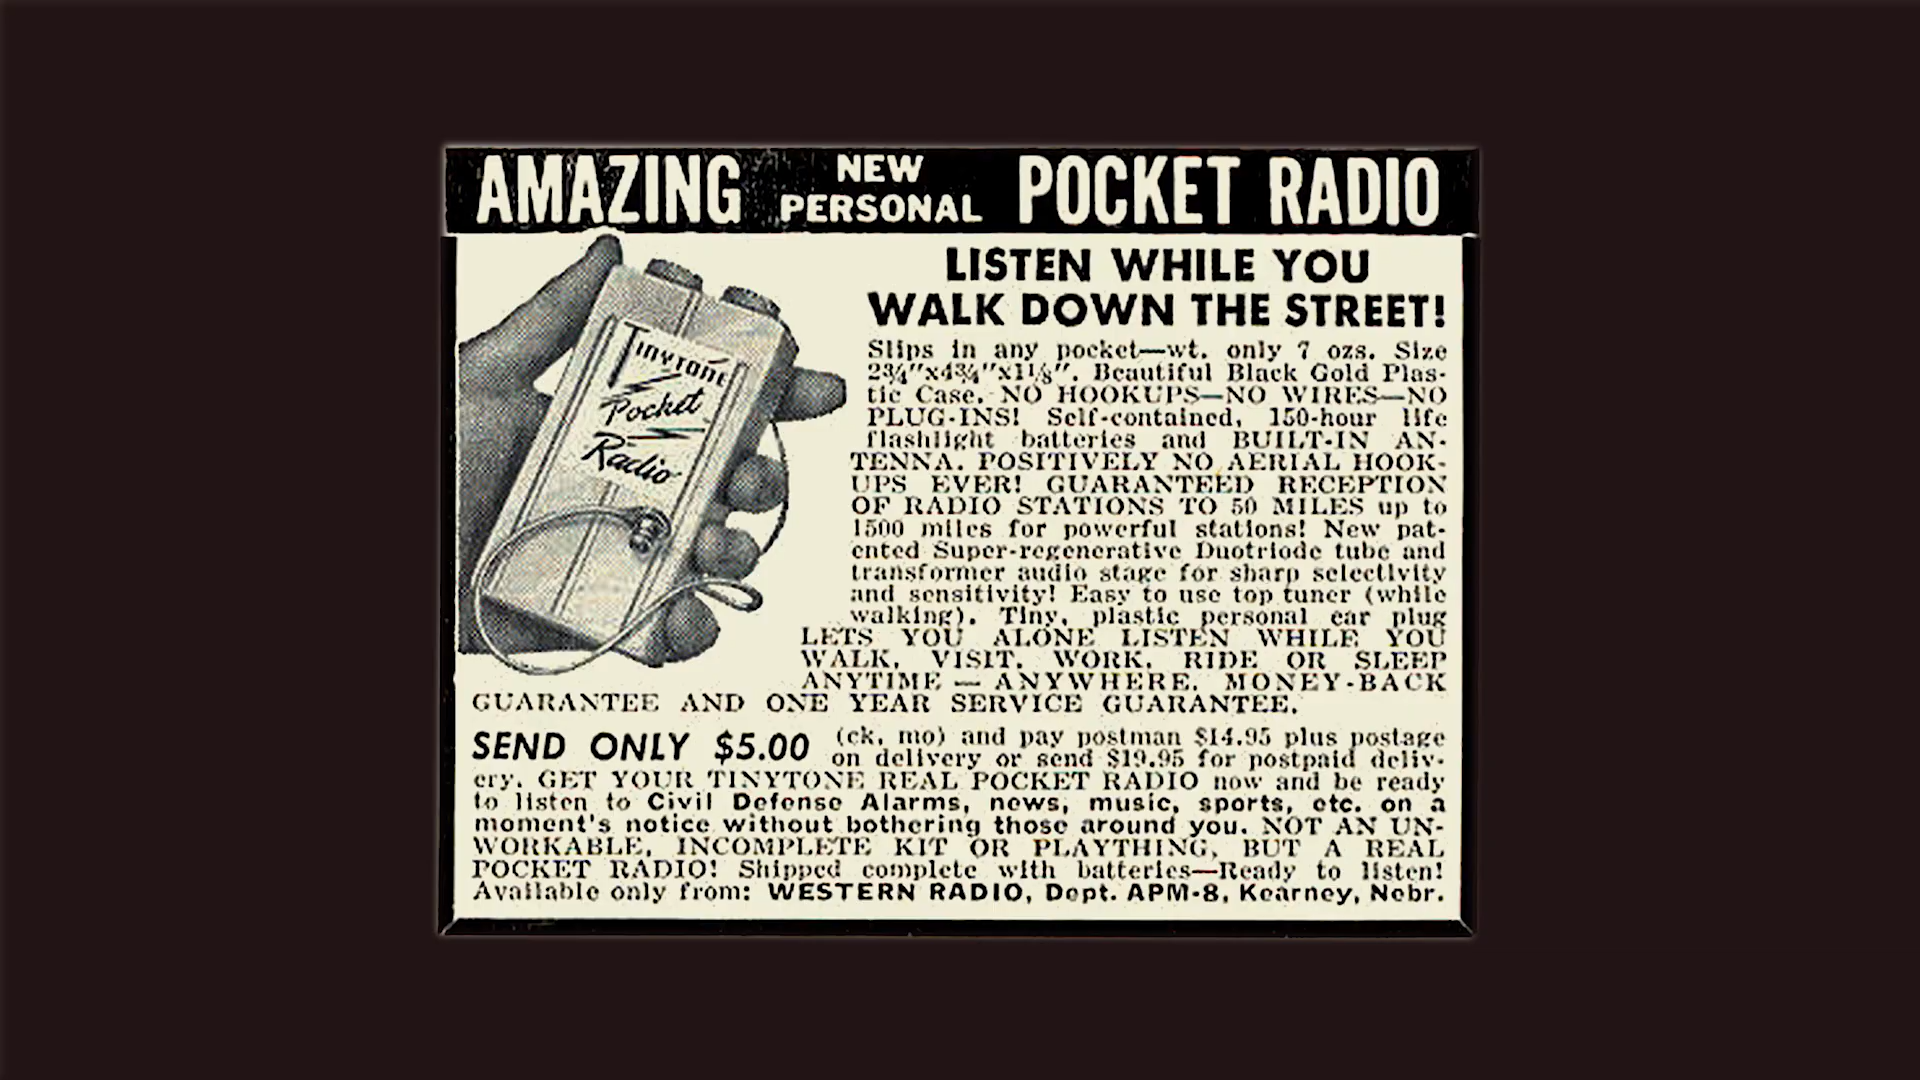 AMAZING NEW PERSONAL POCKET RADIO
LISTEN WHILE YOU
WALK DOWN THE STREET!
Tinytone
Pocket
Radio
Slips in any pocket—wt. only 7 ozs. Size
2¾"x4¾"x1⅛". Beautiful Black Gold Plas-
tic Case. NO HOOKUPS—NO WIRES—NO
PLUG-INS! Self-contained, 150-hour life
flashlight batteries and BUILT-IN AN-
TENNA. POSITIVELY NO AERIAL HOOK-
UPS EVER! GUARANTEED RECEPTION
OF RADIO STATIONS TO 50 MILES up to
1500 miles for powerful stations! New pat-
ented Super-regenerative Duotriode tube and
transformer audio stage for sharp selectivity
and sensitivity! Easy to use top tuner (while
walking). Tiny, plastic personal ear plug
LETS YOU ALONE LISTEN WHILE YOU
WALK, VISIT, WORK, RIDE OR SLEEP
ANYTIME — ANYWHERE. MONEY-BACK
GUARANTEE AND ONE YEAR SERVICE GUARANTEE.
SEND ONLY $5.00 (ck, mo) and pay postman $14.95 plus postage
on delivery or send $19.95 for postpaid deliv-
ery. GET YOUR TINYTONE REAL POCKET RADIO now and be ready
to listen to Civil Defense Alarms, news, music, sports, etc. on a
moment's notice without bothering those around you. NOT AN UN-
WORKABLE, INCOMPLETE KIT OR PLAYTHING, BUT A REAL
POCKET RADIO! Shipped complete with batteries—Ready to listen!
Available only from: WESTERN RADIO, Dept. APM-8, Kearney, Nebr.